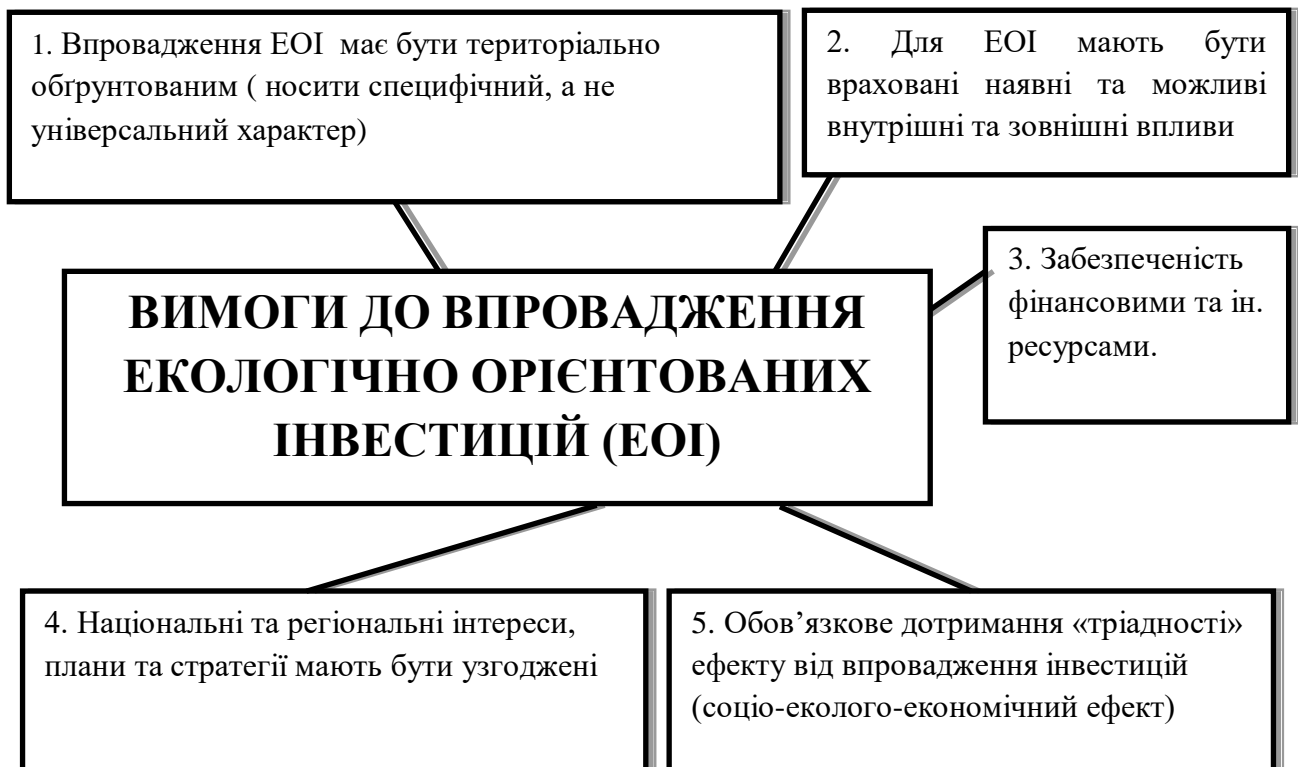 1. Впровадження ЕОІ має бути територіально
обґрунтованим ( носити специфічний, а не
універсальний характер)
2. Для ЕОІ мають бути
враховані наявні та можливі
внутрішні та зовнішні впливи
3. Забезпеченість
фінансовими та ін.
ресурсами.
ВИМОГИ ДО ВПРОВАДЖЕННЯ
ЕКОЛОГІЧНО ОРІЄНТОВАНИХ
ІНВЕСТИЦІЙ (ЕОІ)
4. Національні та регіональні інтереси,
плани та стратегії мають бути узгоджені
5. Обов’язкове дотримання «тріадності»
ефекту від впровадження інвестицій
(соціо-еколого-економічний ефект)